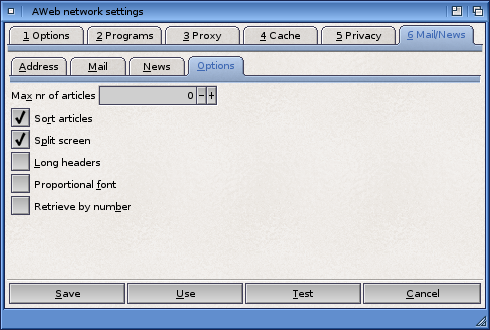 AWeb network settings
1 Options 2 Programs 3 Proxy 4 Cache 5 Privacy 6 Mail/News
Address Mail News Options
Max nr of articles 0 − +
Sort articles
Split screen
Long headers
Proportional font
Retrieve by number
Save Use Test Cancel